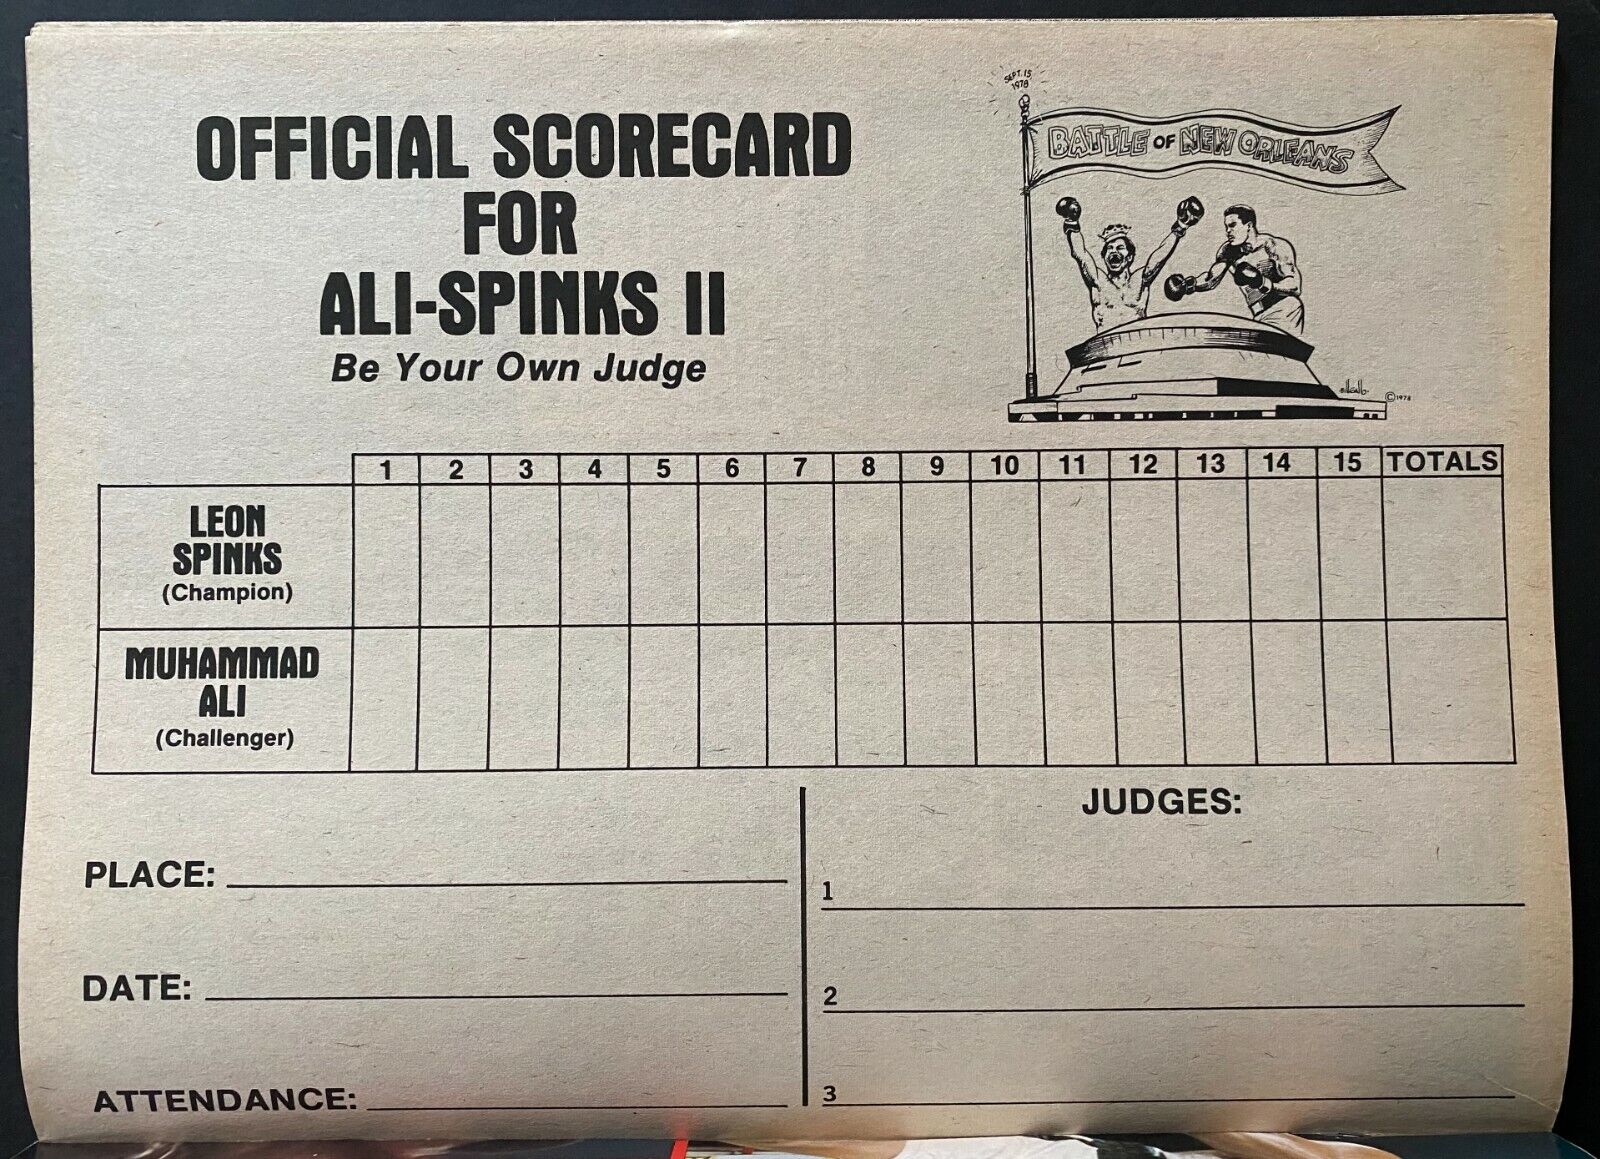 OFFICIAL SCORECARD
FOR
ALI-SPINKS II
Be Your Own Judge
SEPT. 15
1978
BATTLE OF NEW ORLEANS
©1978
1 2 3 4 5 6 7 8 9 10 11 12 13 14 15 TOTALS
LEON
SPINKS
(Champion)
MUHAMMAD
ALI
(Challenger)
PLACE:
DATE:
ATTENDANCE:
JUDGES:
1
2
3